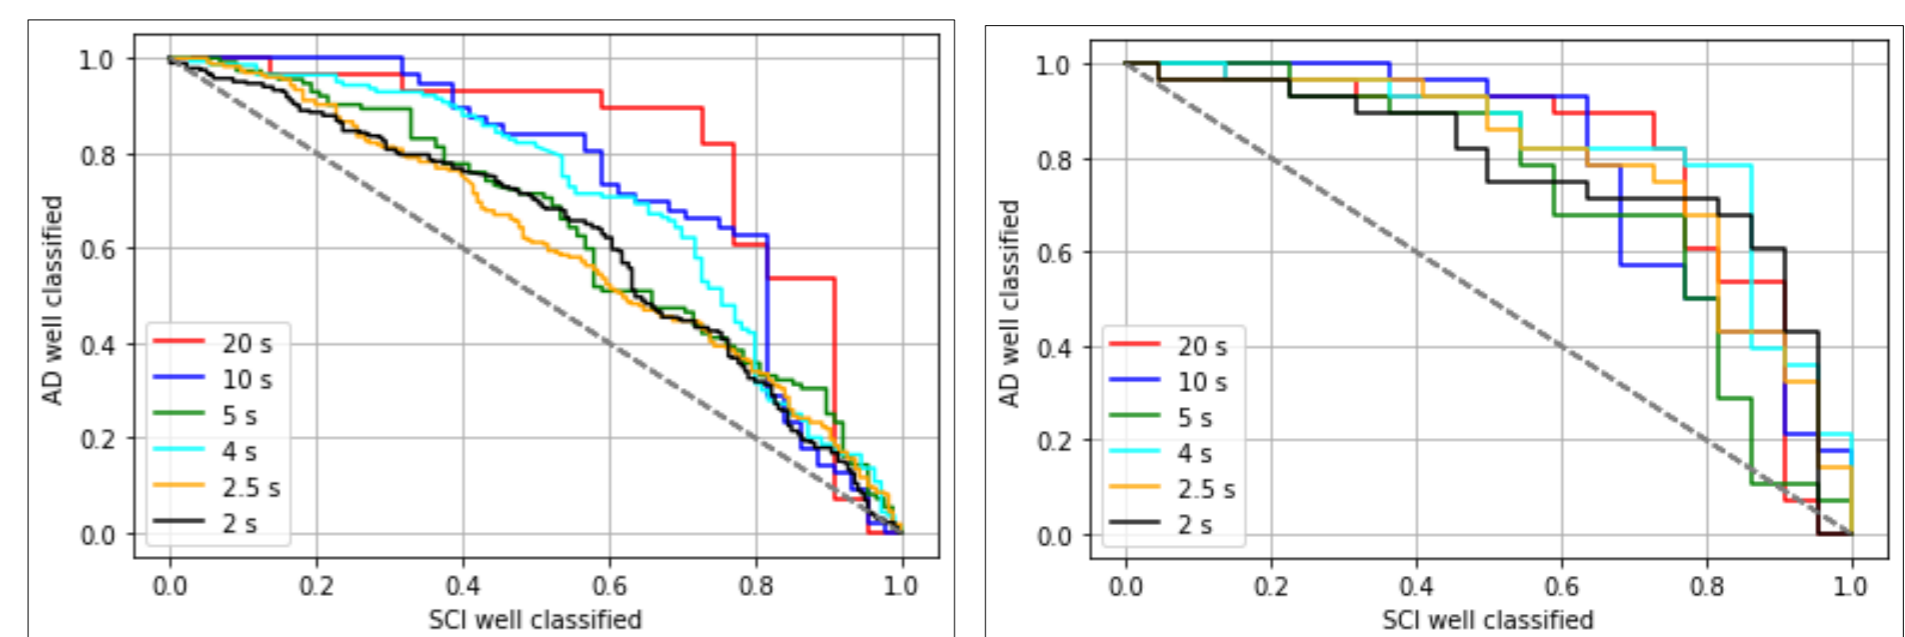 1.0
0.8
0.6
0.4
0.2
0.0
AD well classified
20 s
10 s
5 s
4 s
2.5 s
2 s
0.0 0.2 0.4 0.6 0.8 1.0
SCI well classified
1.0
0.8
0.6
0.4
0.2
0.0
AD well classified
20 s
10 s
5 s
4 s
2.5 s
2 s
0.0 0.2 0.4 0.6 0.8 1.0
SCI well classified